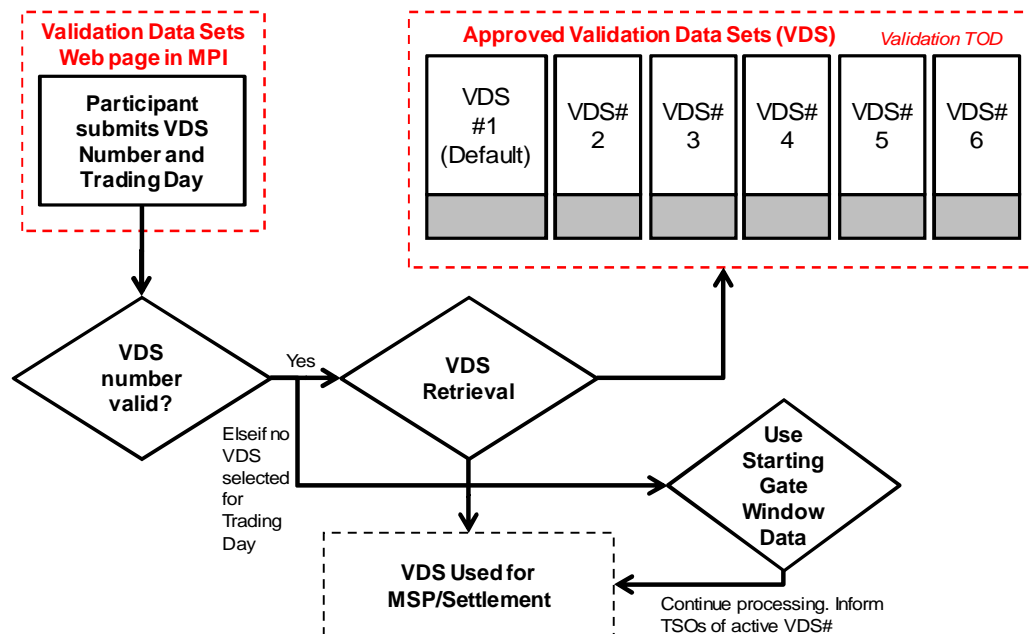 Validation Data Sets
Web page in MPI
Participant
submits VDS
Number and
Trading Day
Approved Validation Data Sets (VDS)
Validation TOD
VDS
#1
(Default)
VDS#
2
VDS#
3
VDS#
4
VDS#
5
VDS#
6
VDS
number
valid?
Yes
VDS
Retrieval
Elseif no
VDS
selected
for
Trading
Day
Use
Starting
Gate
Window
Data
VDS Used for
MSP/Settlement
Continue processing. Inform
TSOs of active VDS#